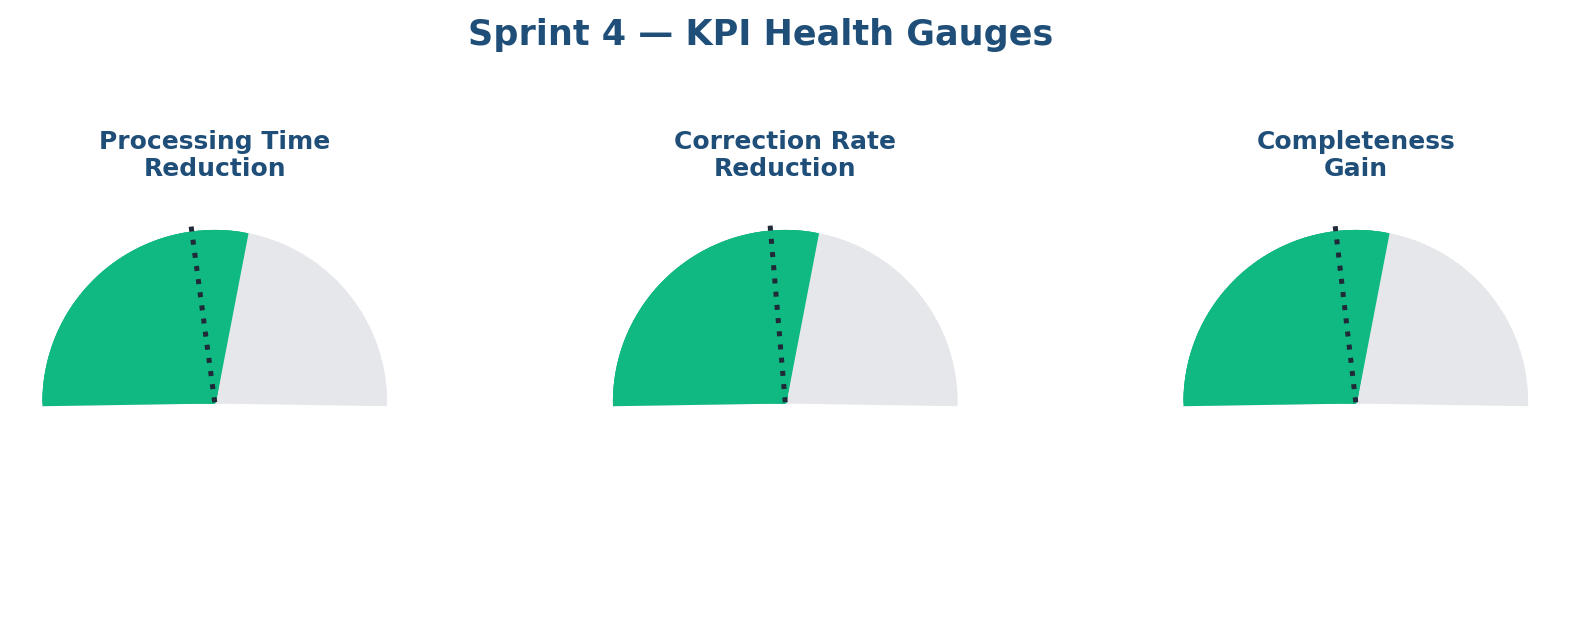 Sprint 4 — KPI Health Gauges
Processing Time
Reduction
Correction Rate
Reduction
Completeness
Gain